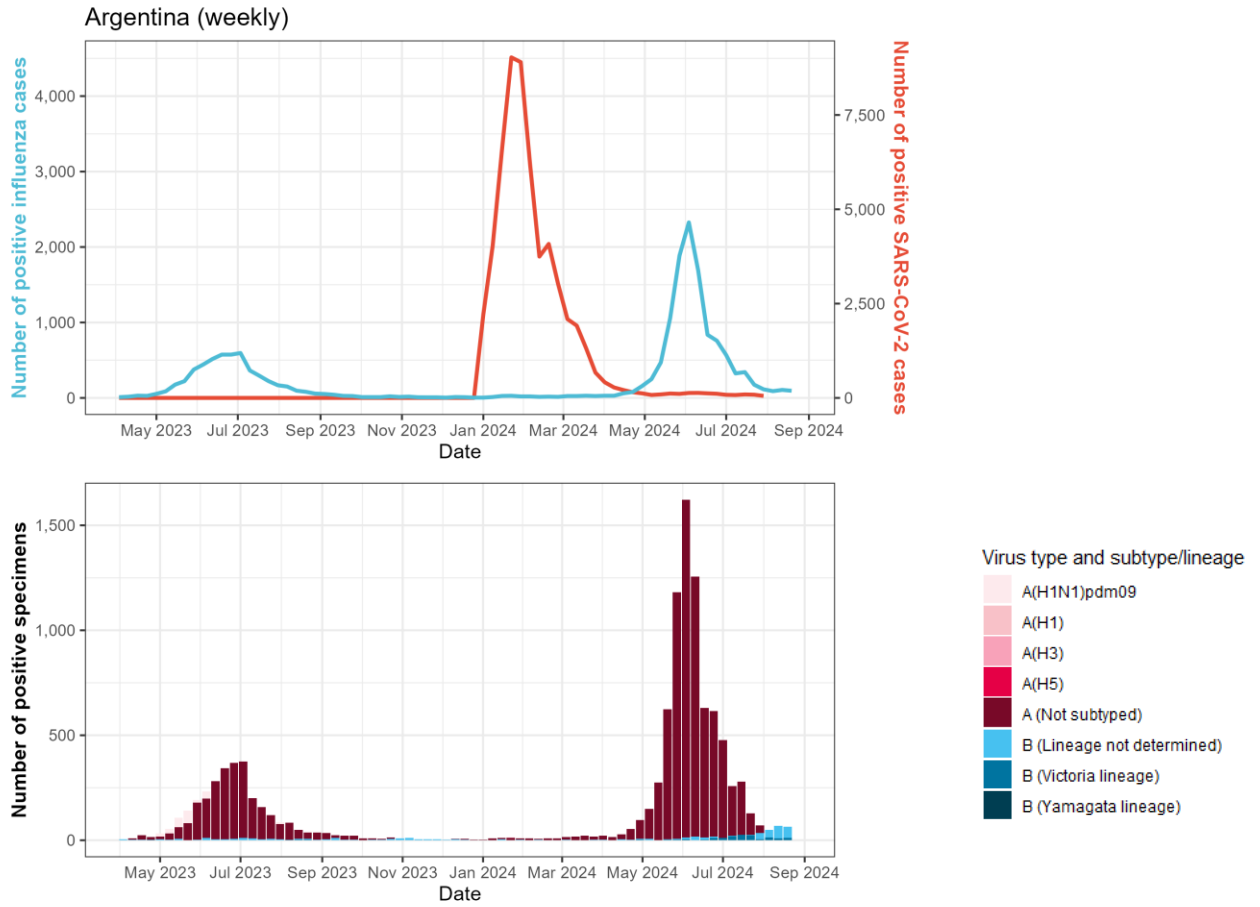 Argentina (weekly)
Number of positive influenza cases
4,000
3,000
2,000
1,000
0
7,500
5,000
2,500
0
Number of positive SARS-CoV-2 cases
May 2023 Jul 2023 Sep 2023 Nov 2023 Jan 2024 Mar 2024 May 2024 Jul 2024 Sep 2024
Date
Number of positive specimens
1,500
1,000
500
0
May 2023 Jul 2023 Sep 2023 Nov 2023 Jan 2024 Mar 2024 May 2024 Jul 2024 Sep 2024
Date
Virus type and subtype/lineage
A(H1N1)pdm09
A(H1)
A(H3)
A(H5)
A (Not subtyped)
B (Lineage not determined)
B (Victoria lineage)
B (Yamagata lineage)